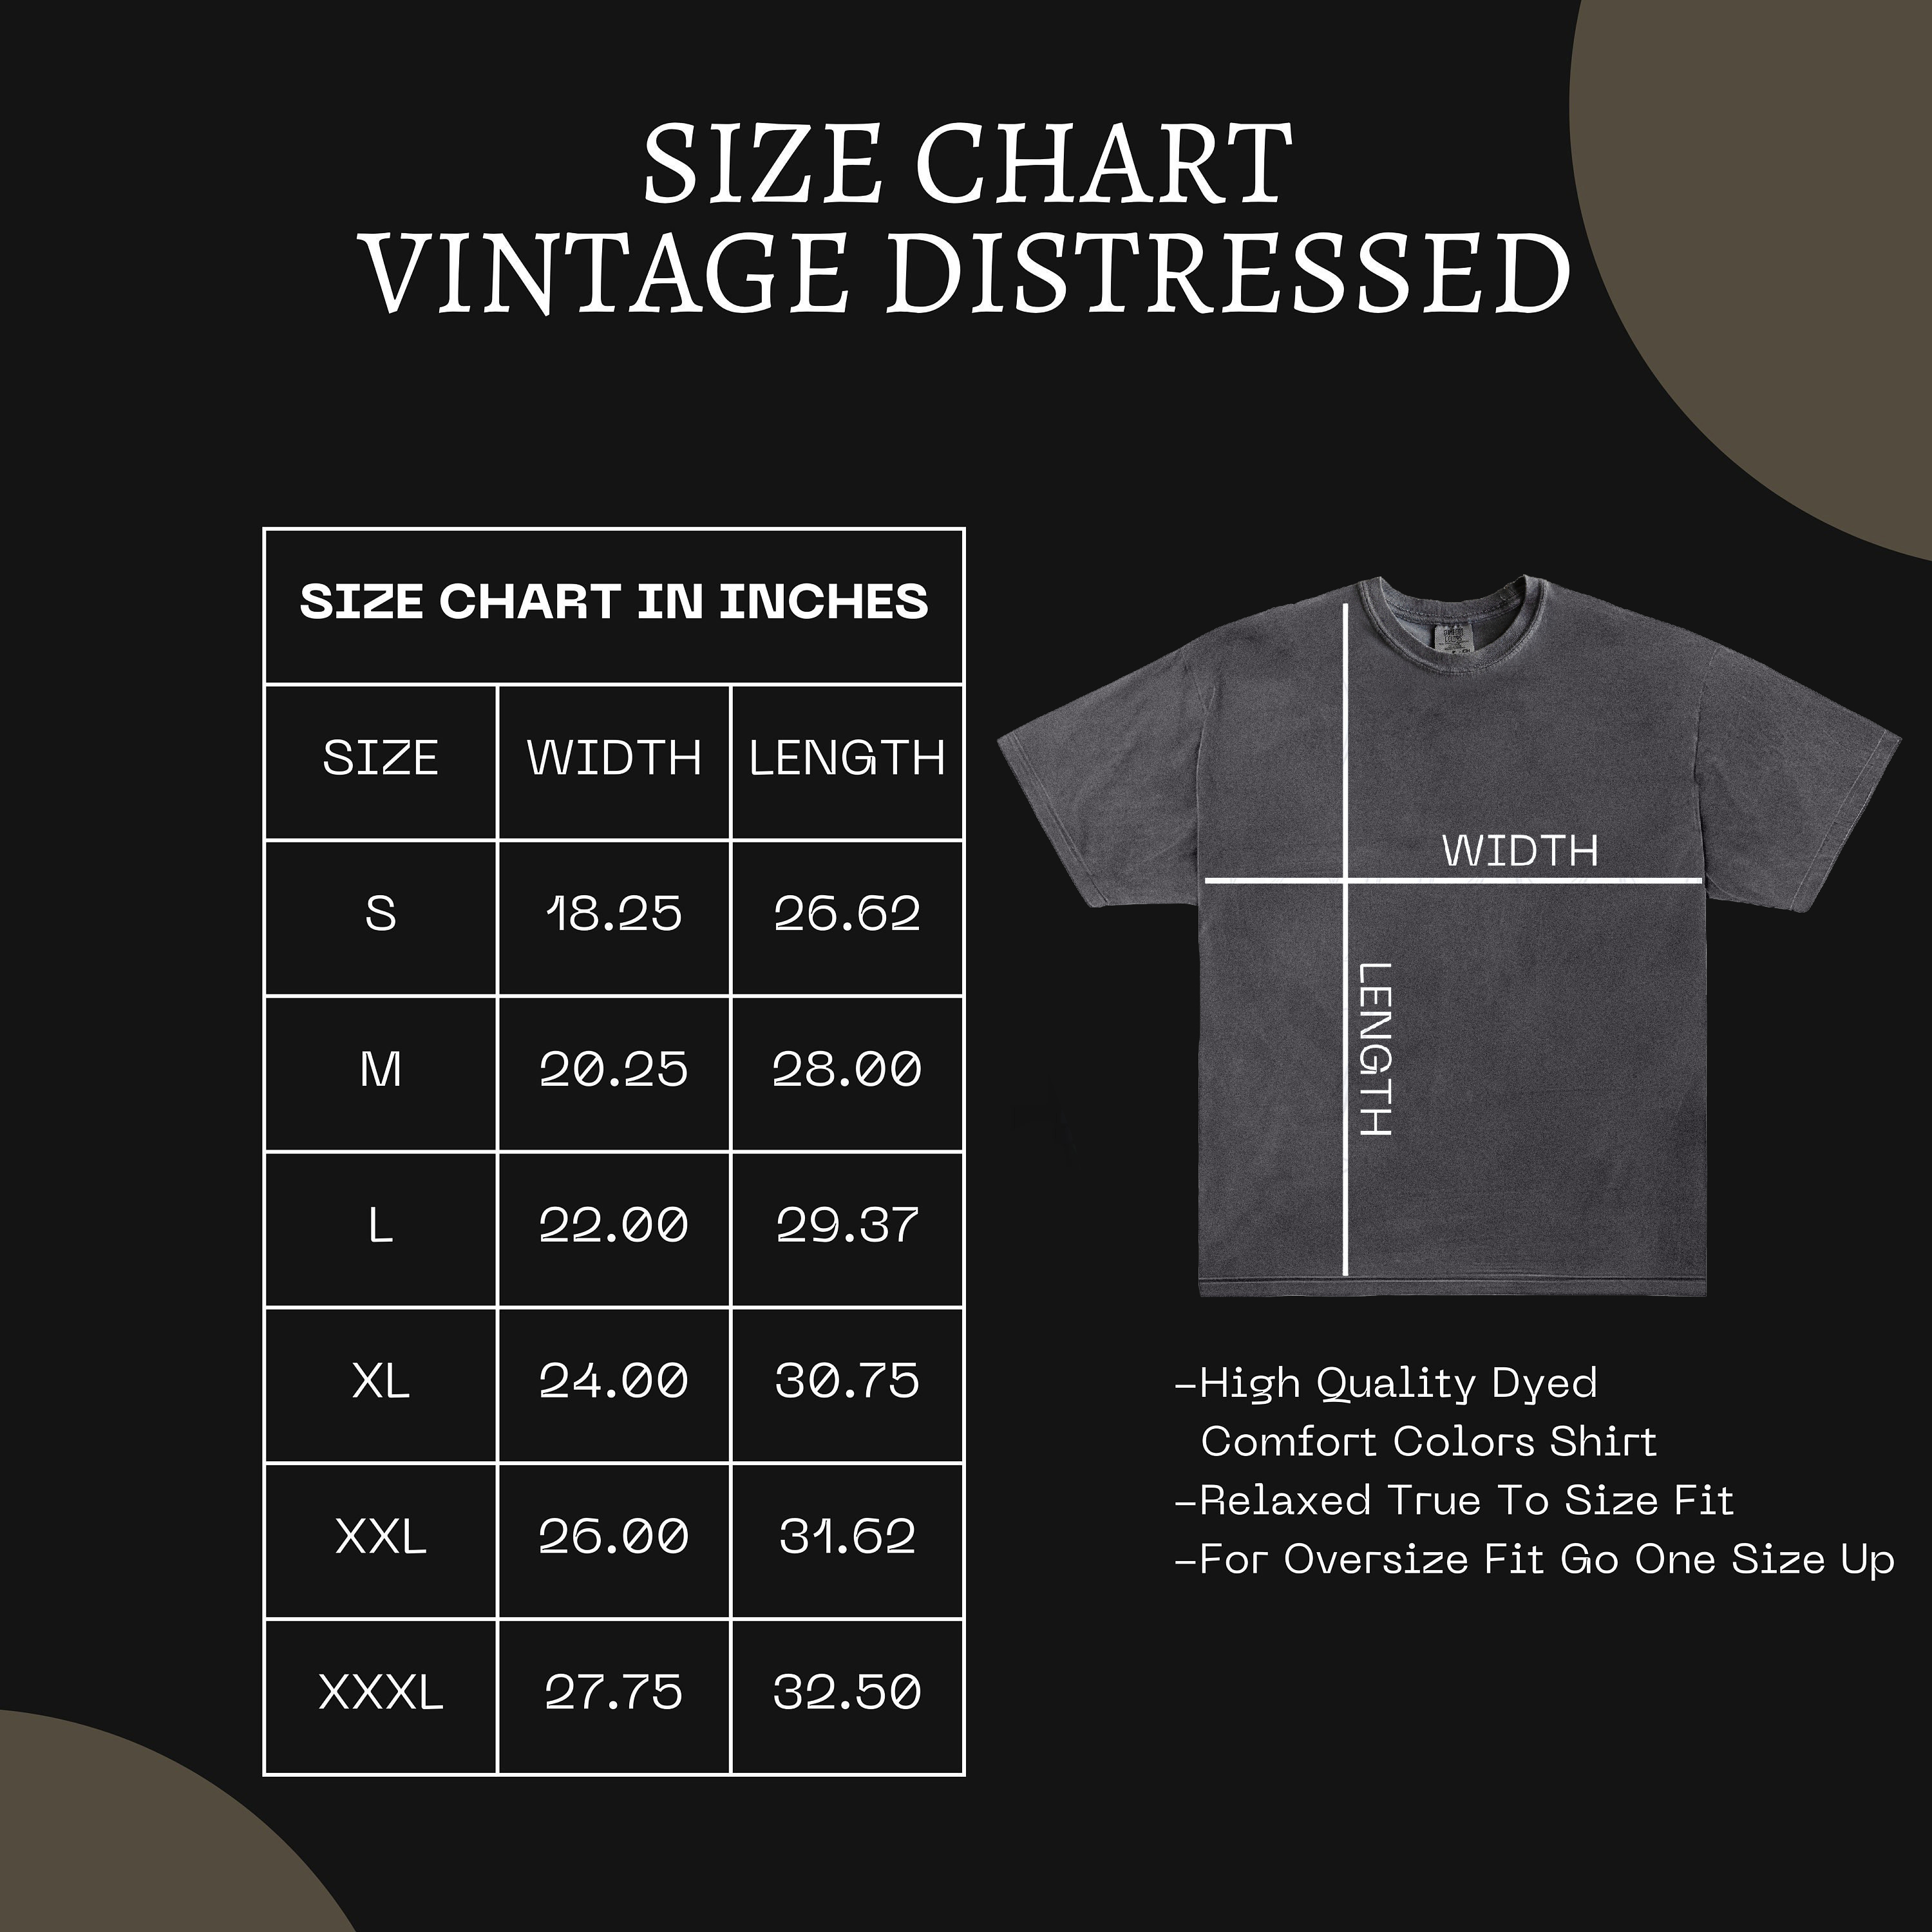 SIZE CHART
VINTAGE DISTRESSED
SIZE CHART IN INCHES
SIZE WIDTH LENGTH
S 18.25 26.62
M 20.25 28.00
L 22.00 29.37
XL 24.00 30.75
XXL 26.00 31.62
XXXL 27.75 32.50
WIDTH
LENGTH
-High Quality Dyed
Comfort Colors Shirt
-Relaxed True To Size Fit
-For Oversize Fit Go One Size Up